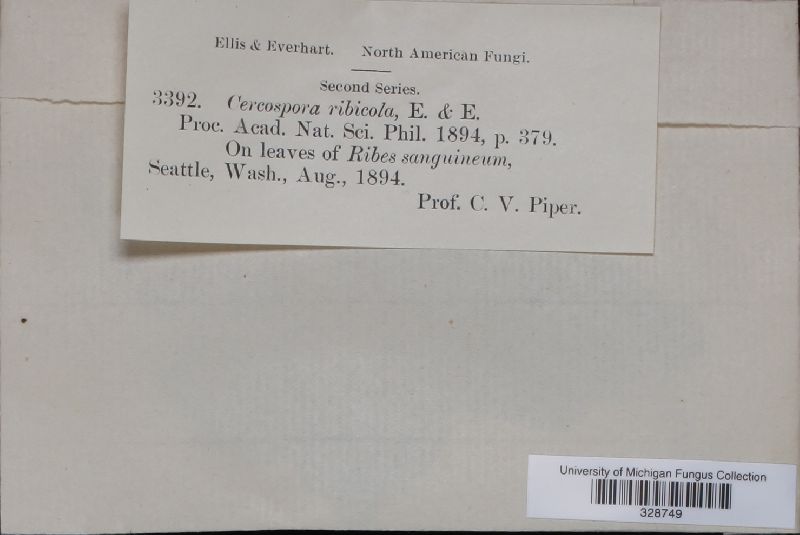 Ellis & Everhart. North American Fungi.
Second Series.
3392. Cercospora ribicola, E. & E.
Proc. Acad. Nat. Sci. Phil. 1894, p. 379.
On leaves of Ribes sanguineum,
Seattle, Wash., Aug., 1894.
Prof. C. V. Piper.
University of Michigan Fungus Collection
328749